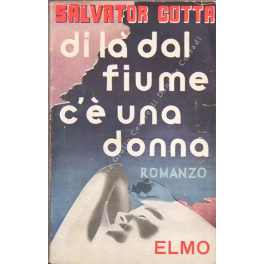 SALVATOR GOTTA
di là dal
fiume
c'è una
donna
ROMANZO
ELMO